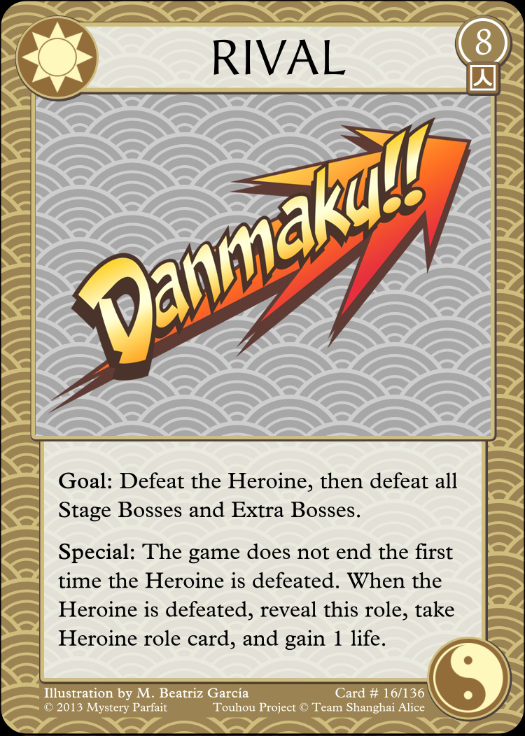 RIVAL
8
人
Danmaku!!
Goal: Defeat the Heroine, then defeat all
Stage Bosses and Extra Bosses.
Special: The game does not end the first
time the Heroine is defeated. When the
Heroine is defeated, reveal this role, take
Heroine role card, and gain 1 life.
Illustration by M. Beatriz García
Card # 16/136
© 2013 Mystery Parfait
Touhou Project © Team Shanghai Alice